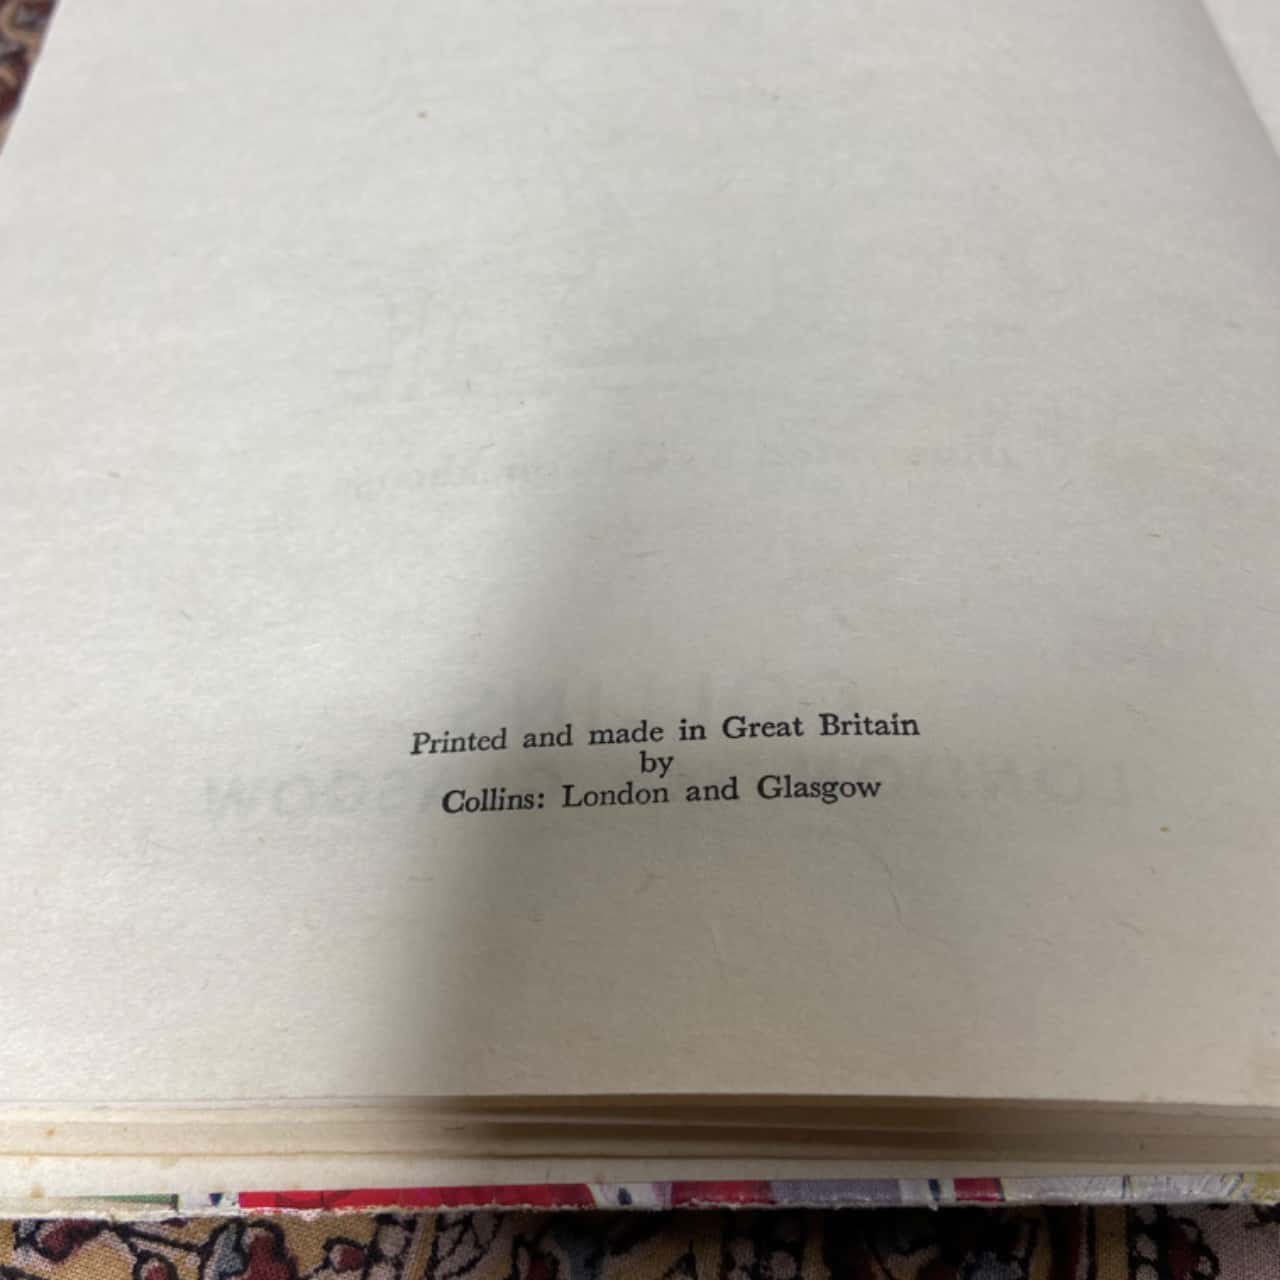 Printed and made in Great Britain
by
Collins: London and Glasgow